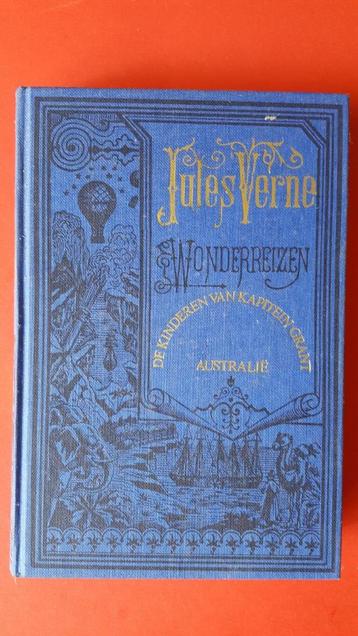 Jules Verne
Wonderreizen
DE KINDEREN VAN KAPITEIN GRANT
AUSTRALIË